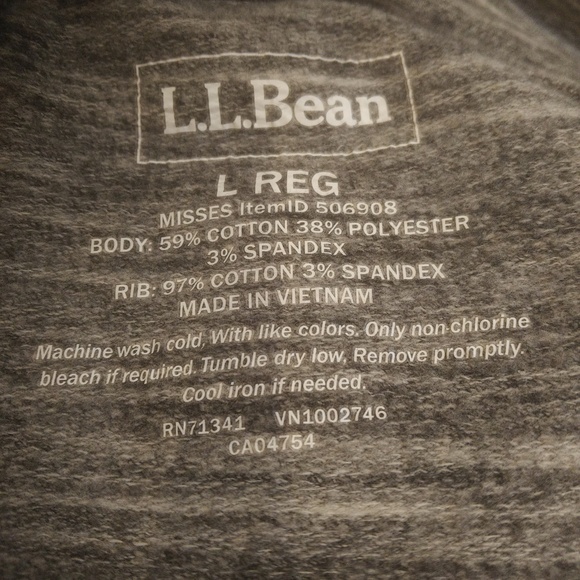 L.L.Bean
L REG
MISSES ItemID 506908
BODY: 59% COTTON 38% POLYESTER
3% SPANDEX
RIB: 97% COTTON 3% SPANDEX
MADE IN VIETNAM
Machine wash cold, With like colors. Only non-chlorine
bleach if required. Tumble dry low. Remove promptly.
Cool iron if needed.
RN71341 VN1002746
CA04754